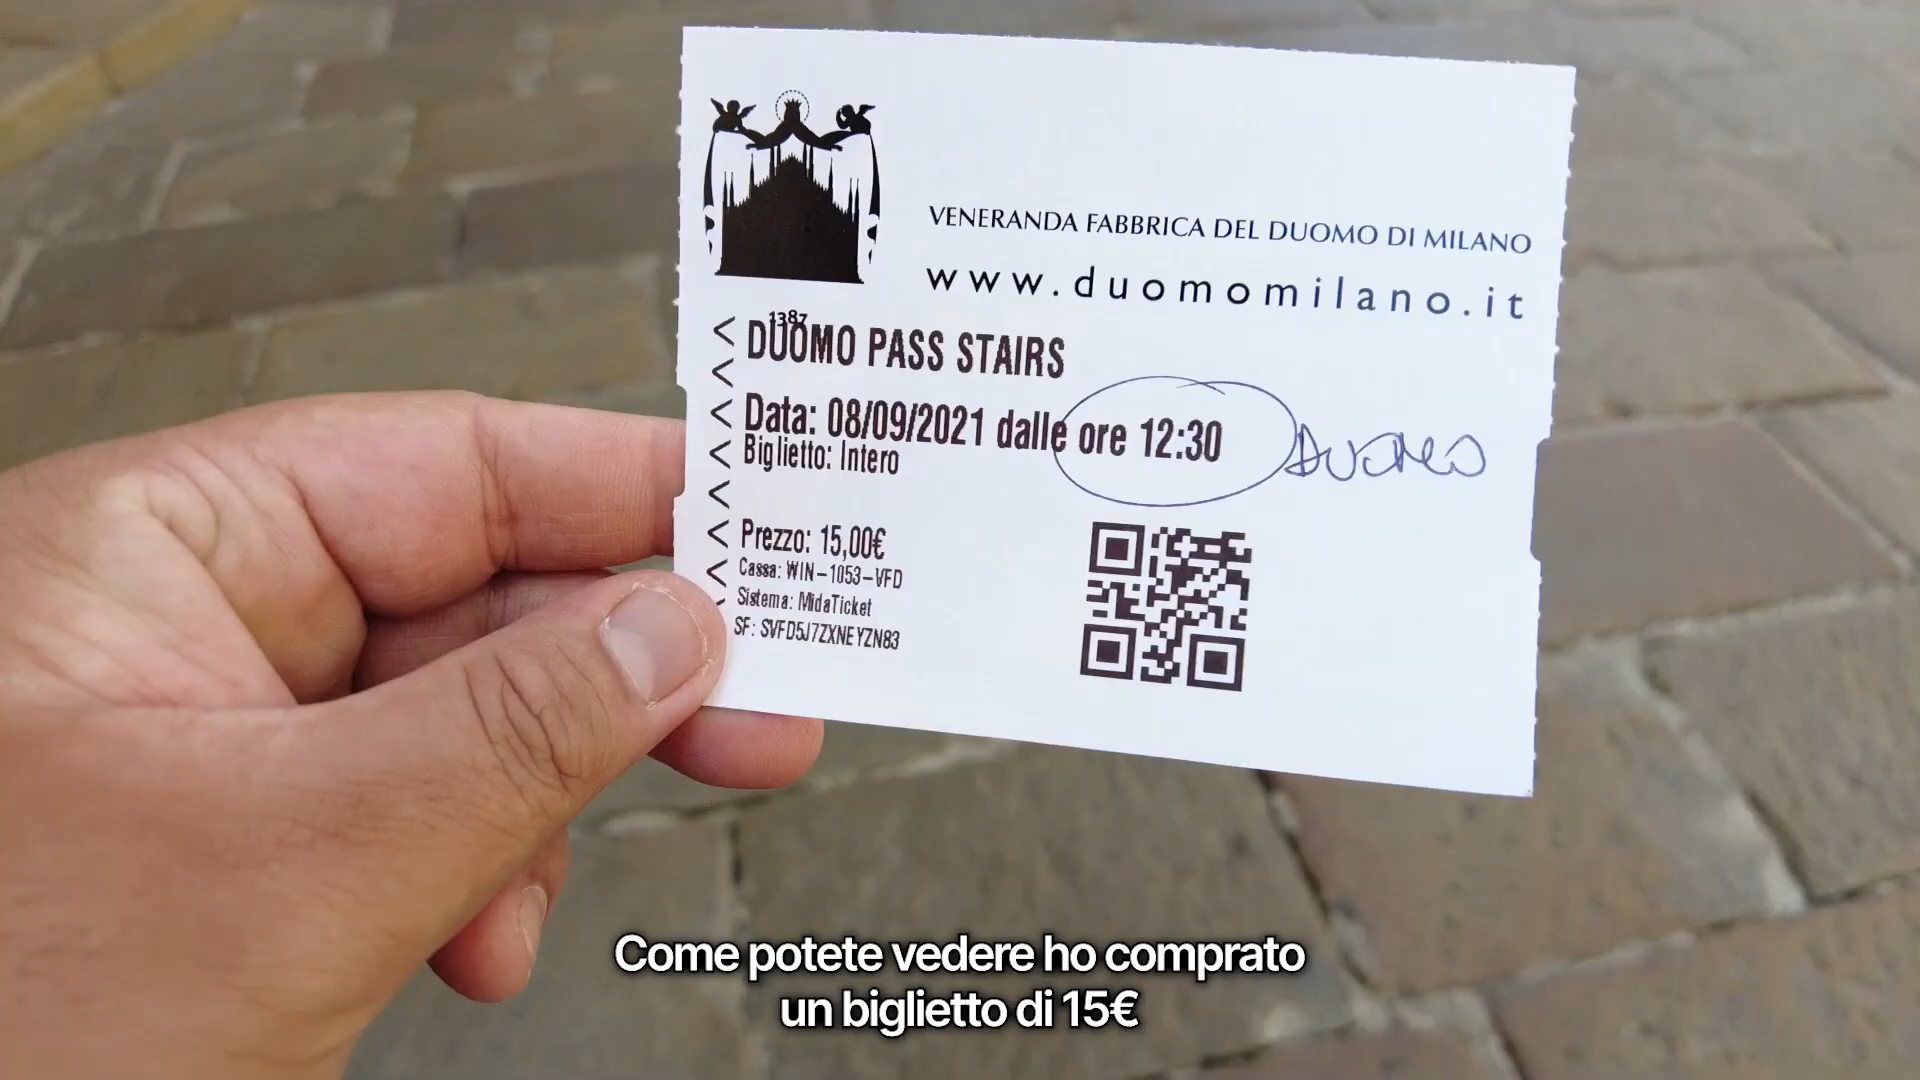 VENERANDA FABBRICA DEL DUOMO DI MILANO
www.duomomilano.it
1387
DUOMO PASS STAIRS
Data: 08/09/2021 dalle ore 12:30
Duomo
Biglietto: Intero
Prezzo: 15,00€
Cassa: WIN-1053-VFD
Sistema: MidaTicket
SF: SVFD5J7ZXNEYZN83
Come potete vedere ho comprato
un biglietto di 15€